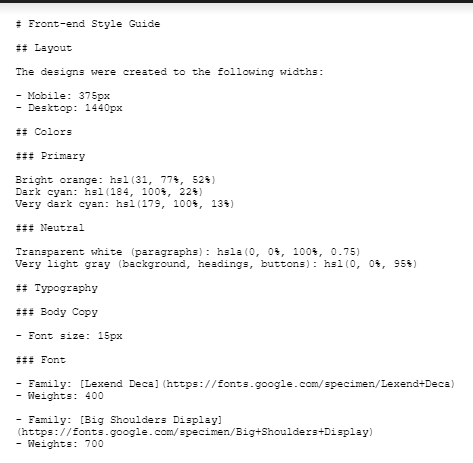 # Front-end Style Guide
## Layout
The designs were created to the following widths:
- Mobile: 375px
- Desktop: 1440px
## Colors
### Primary
Bright orange: hsl(31, 77%, 52%)
Dark cyan: hsl(184, 100%, 22%)
Very dark cyan: hsl(179, 100%, 13%)
### Neutral
Transparent white (paragraphs): hsla(0, 0%, 100%, 0.75)
Very light gray (background, headings, buttons): hsl(0, 0%, 95%)
## Typography
### Body Copy
- Font size: 15px
### Font
- Family: [Lexend Deca](https://fonts.google.com/specimen/Lexend+Deca)
- Weights: 400
- Family: [Big Shoulders Display]
(https://fonts.google.com/specimen/Big+Shoulders+Display)
- Weights: 700